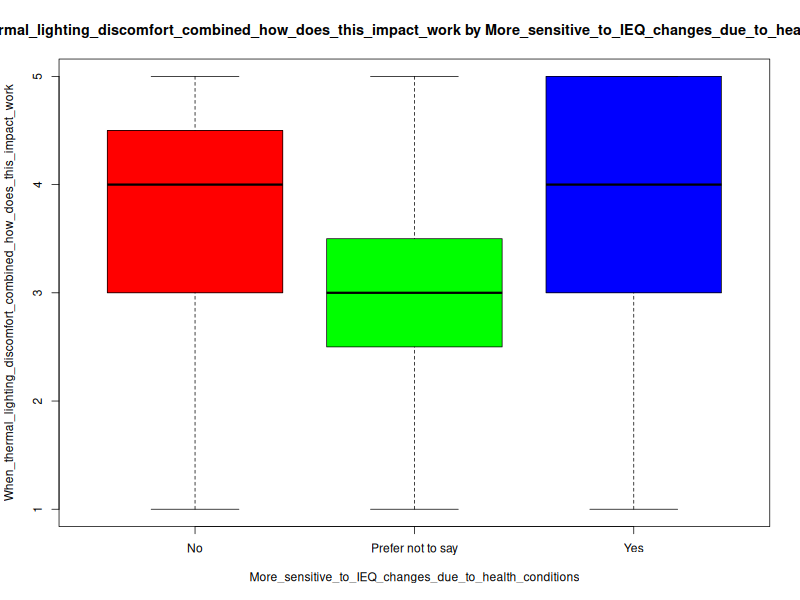 rmal_lighting_discomfort_combined_how_does_this_impact_work by More_sensitive_to_IEQ_changes_due_to_hea
When_thermal_lighting_discomfort_combined_how_does_this_impact_work
5
4
3
2
1
No Prefer not to say Yes
More_sensitive_to_IEQ_changes_due_to_health_conditions